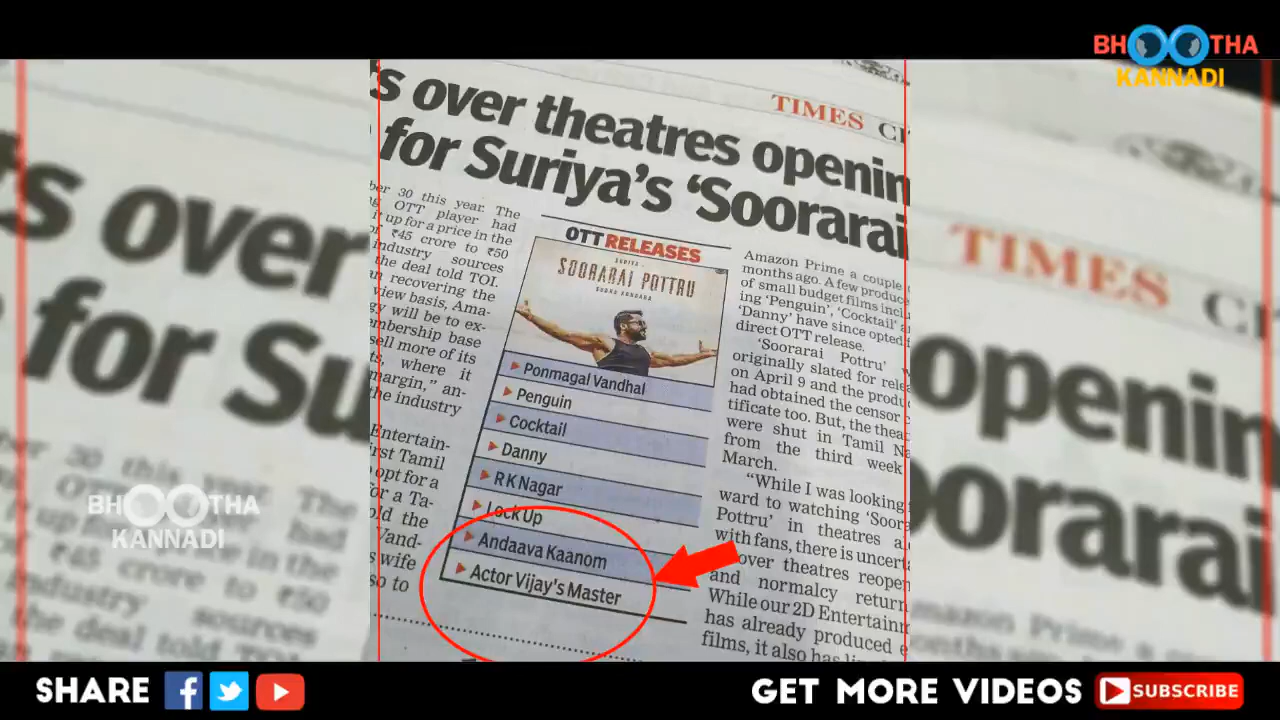 BHOOTHA
KANNADI
TIMES
s over theatres openin
for Suriya's 'Soorarai
ber 30 this year. The
OTT player had
up for a price in the
₹45 crore to ₹50
industry sources
the deal told TOI.
recovering the
view basis, Ama-
gy will be to ex-
mbership base
sell more of its
ts, where it
margin," an-
the industry
Entertain-
rst Tamil
opt for a
for a Ta-
old the
Vand-
s wife
so to
OTT RELEASES
SURIYA
SOORARAI POTTRU
SUDHA KONGARA
Ponmagal Vandhal
Penguin
Cocktail
Danny
R K Nagar
Lock Up
Andaava Kaanom
Actor Vijay's Master
Amazon Prime a couple
months ago. A few produce
of small budget films inclu
ing 'Penguin', 'Cocktail' a
'Danny' have since opted f
direct OTT release.
'Soorarai Pottru'
originally slated for rele
on April 9 and the produ
had obtained the censor c
tificate too. But, the thea
were shut in Tamil Na
from the third week
March.
"While I was looking
ward to watching 'Soor
Pottru' in theatres a
with fans, there is uncert
over theatres reope
and normalcy return
While our 2D Entertainm
has already produced e
films, it also has
BHOOTHA
KANNADI
SHARE
GET MORE VIDEOS
SUBSCRIBE